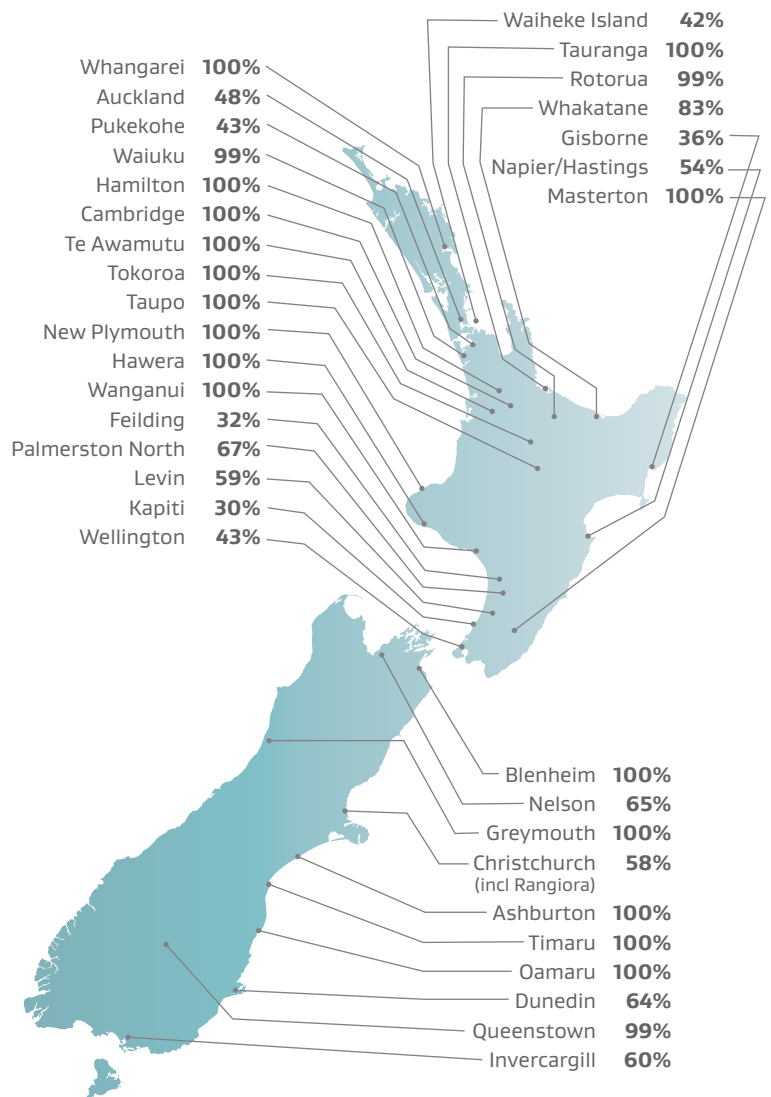 Waiheke Island 42%
Tauranga 100%
Rotorua 99%
Whakatane 83%
Gisborne 36%
Napier/Hastings 54%
Masterton 100%
Whangarei 100%
Auckland 48%
Pukekohe 43%
Waiuku 99%
Hamilton 100%
Cambridge 100%
Te Awamutu 100%
Tokoroa 100%
Taupo 100%
New Plymouth 100%
Hawera 100%
Wanganui 100%
Feilding 32%
Palmerston North 67%
Levin 59%
Kapiti 30%
Wellington 43%
Blenheim 100%
Nelson 65%
Greymouth 100%
Christchurch 58%
(incl Rangiora)
Ashburton 100%
Timaru 100%
Oamaru 100%
Dunedin 64%
Queenstown 99%
Invercargill 60%